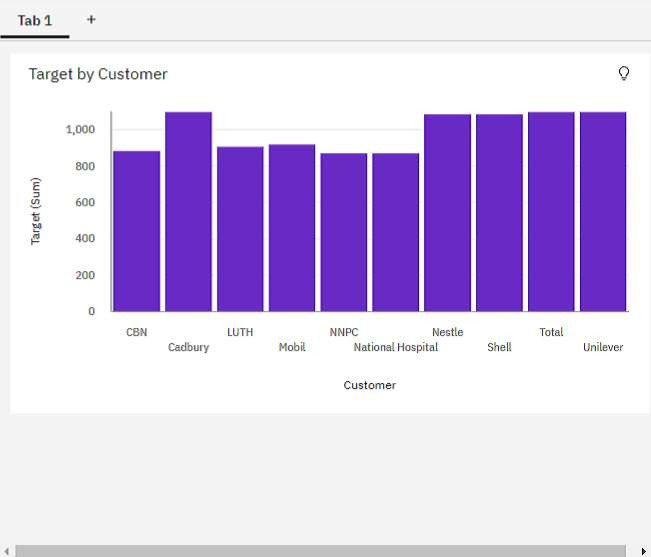 Tab 1 +
Target by Customer
1,000
800
600
400
200
0
Target (Sum)
CBN LUTH NNPC Nestle Total
Cadbury Mobil National Hospital Shell Unilever
Customer